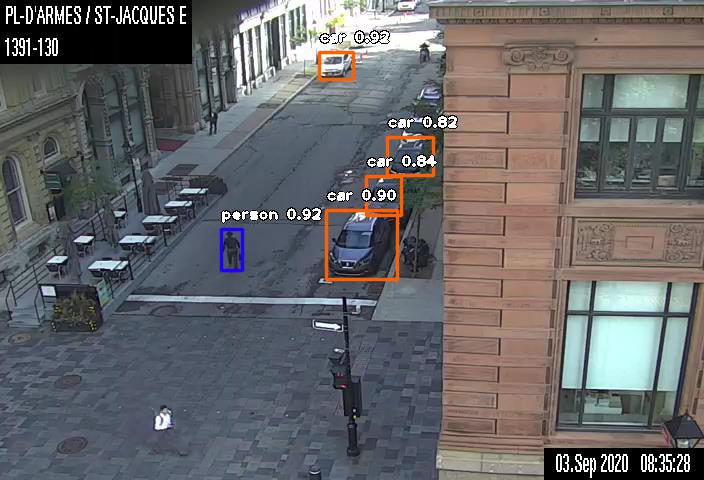 PL-D'ARMES / ST-JACQUES E
1391-130
car 0.92
car 0.82
car 0.84
car 0.90
person 0.92
03.Sep 2020 08:35:28